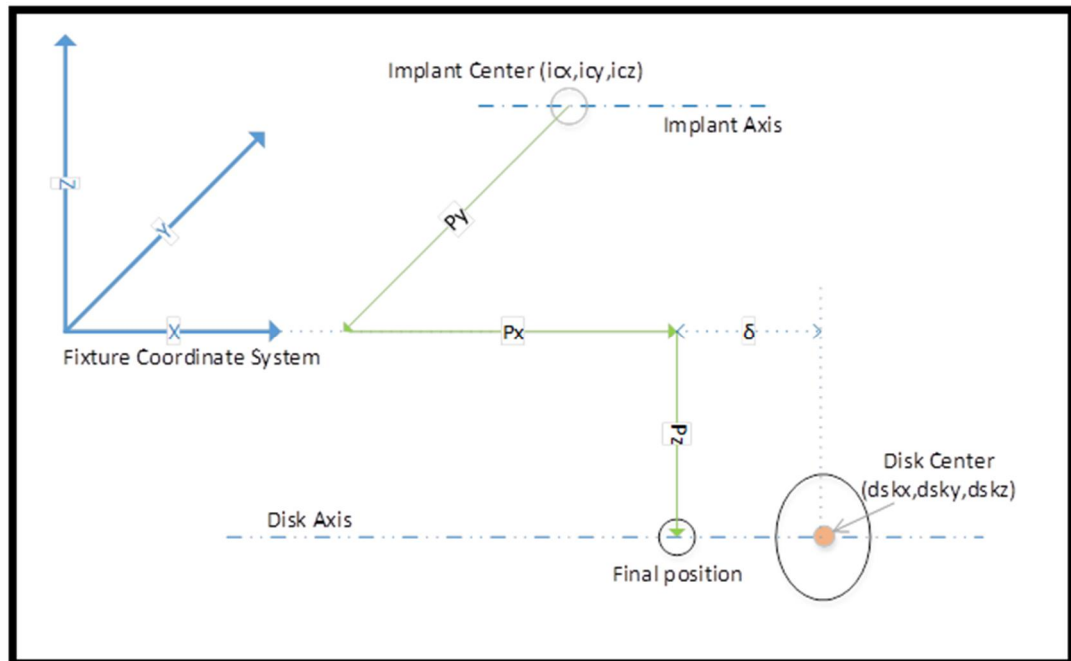 Implant Center (icx,icy,icz)
Implant Axis
Z
Y
Py
X
Px
δ
Fixture Coordinate System
Pz
Disk Center
(dskx,dsky,dskz)
Disk Axis
Final position